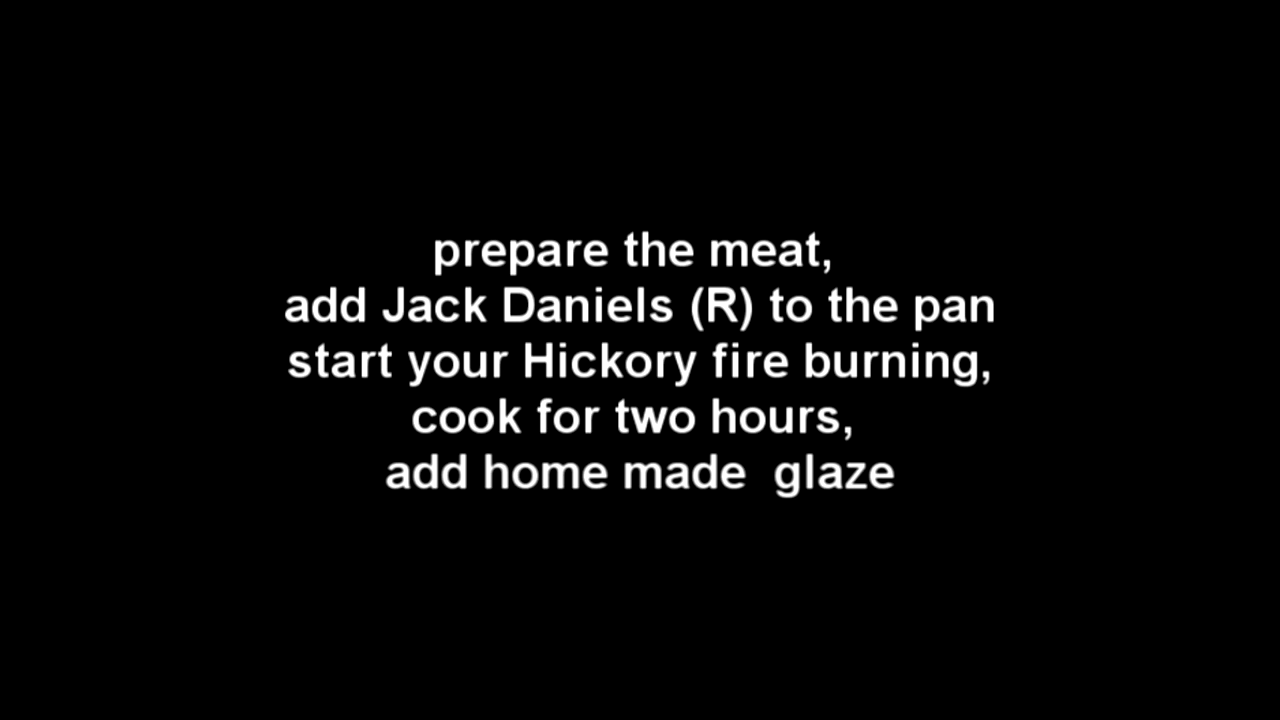 prepare the meat,
add Jack Daniels (R) to the pan
start your Hickory fire burning,
cook for two hours,
add home made  glaze